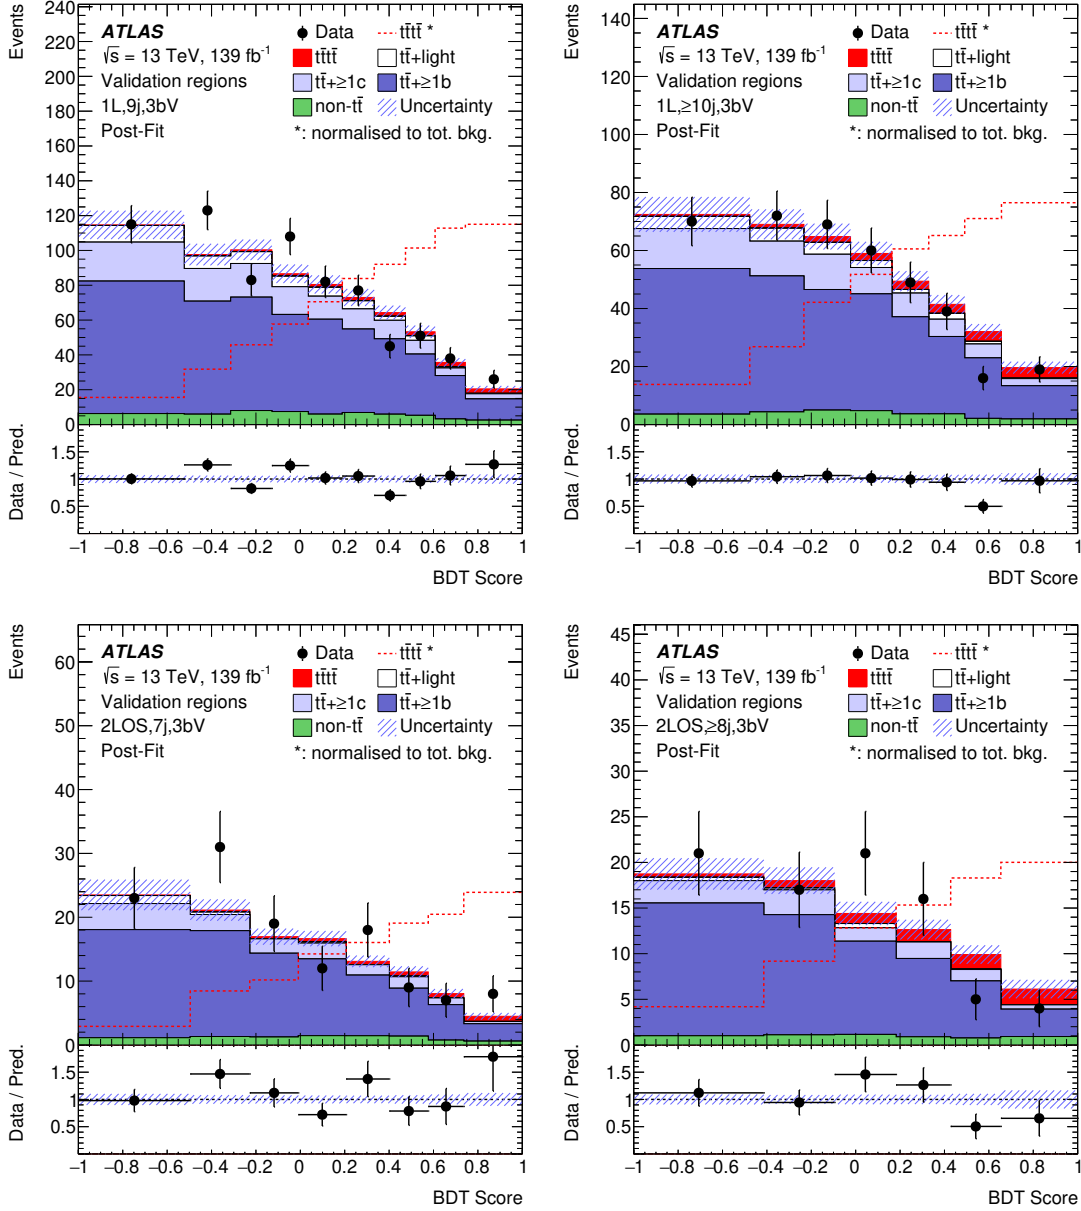 Events
240
220
200
180
160
140
120
100
80
60
40
20
0
ATLAS
√s = 13 TeV, 139 fb⁻¹
Validation regions
1L,9j,3bV
Post-Fit
Data
tt̄tt̄ *
tt̄tt̄
tt̄+light
tt̄+≥1c
tt̄+≥1b
non-tt̄
Uncertainty
*: normalised to tot. bkg.
Data / Pred.
1.5
1
0.5
−1 −0.8 −0.6 −0.4 −0.2 0 0.2 0.4 0.6 0.8 1
BDT Score
Events
140
120
100
80
60
40
20
0
ATLAS
√s = 13 TeV, 139 fb⁻¹
Validation regions
1L,≥10j,3bV
Post-Fit
Data
tt̄tt̄ *
tt̄tt̄
tt̄+light
tt̄+≥1c
tt̄+≥1b
non-tt̄
Uncertainty
*: normalised to tot. bkg.
Data / Pred.
1.5
1
0.5
−1 −0.8 −0.6 −0.4 −0.2 0 0.2 0.4 0.6 0.8 1
BDT Score
Events
60
50
40
30
20
10
0
ATLAS
√s = 13 TeV, 139 fb⁻¹
Validation regions
2LOS,7j,3bV
Post-Fit
Data
tt̄tt̄ *
tt̄tt̄
tt̄+light
tt̄+≥1c
tt̄+≥1b
non-tt̄
Uncertainty
*: normalised to tot. bkg.
Data / Pred.
1.5
1
0.5
−1 −0.8 −0.6 −0.4 −0.2 0 0.2 0.4 0.6 0.8 1
BDT Score
Events
45
40
35
30
25
20
15
10
5
0
ATLAS
√s = 13 TeV, 139 fb⁻¹
Validation regions
2LOS,≥8j,3bV
Post-Fit
Data
tt̄tt̄ *
tt̄tt̄
tt̄+light
tt̄+≥1c
tt̄+≥1b
non-tt̄
Uncertainty
*: normalised to tot. bkg.
Data / Pred.
1.5
1
0.5
−1 −0.8 −0.6 −0.4 −0.2 0 0.2 0.4 0.6 0.8 1
BDT Score